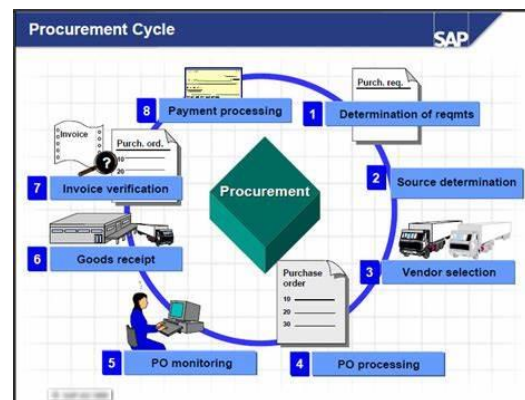 Procurement Cycle
SAP
Purch. req.
8 Payment processing
1 Determination of reqmts
Invoice
Purch. ord.
10
20
?
7 Invoice verification
2 Source determination
Procurement
6 Goods receipt
3 Vendor selection
Purchase
order
10
20
30
5 PO monitoring
4 PO processing